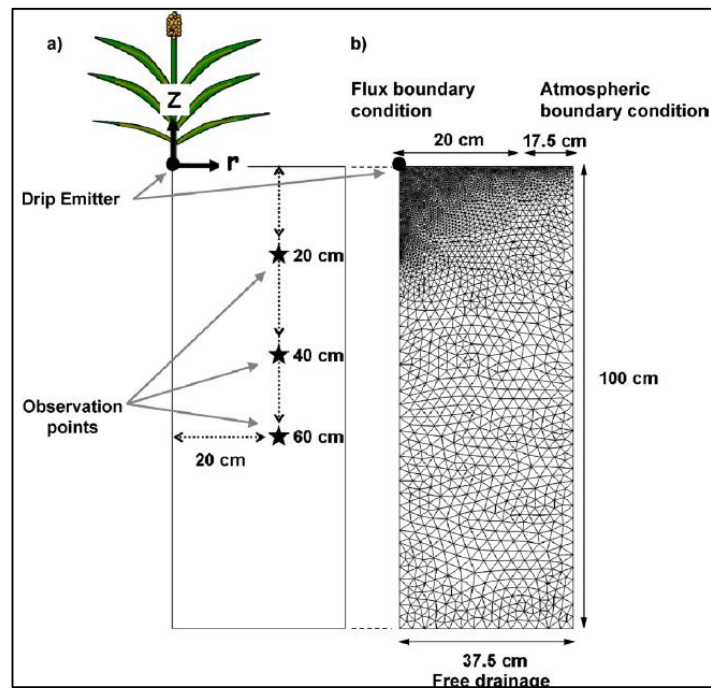 a)
z
r
Drip Emitter
20 cm
40 cm
60 cm
Observation
points
20 cm
b)
Flux boundary
condition
Atmospheric
boundary condition
20 cm
17.5 cm
100 cm
37.5 cm
Free drainage